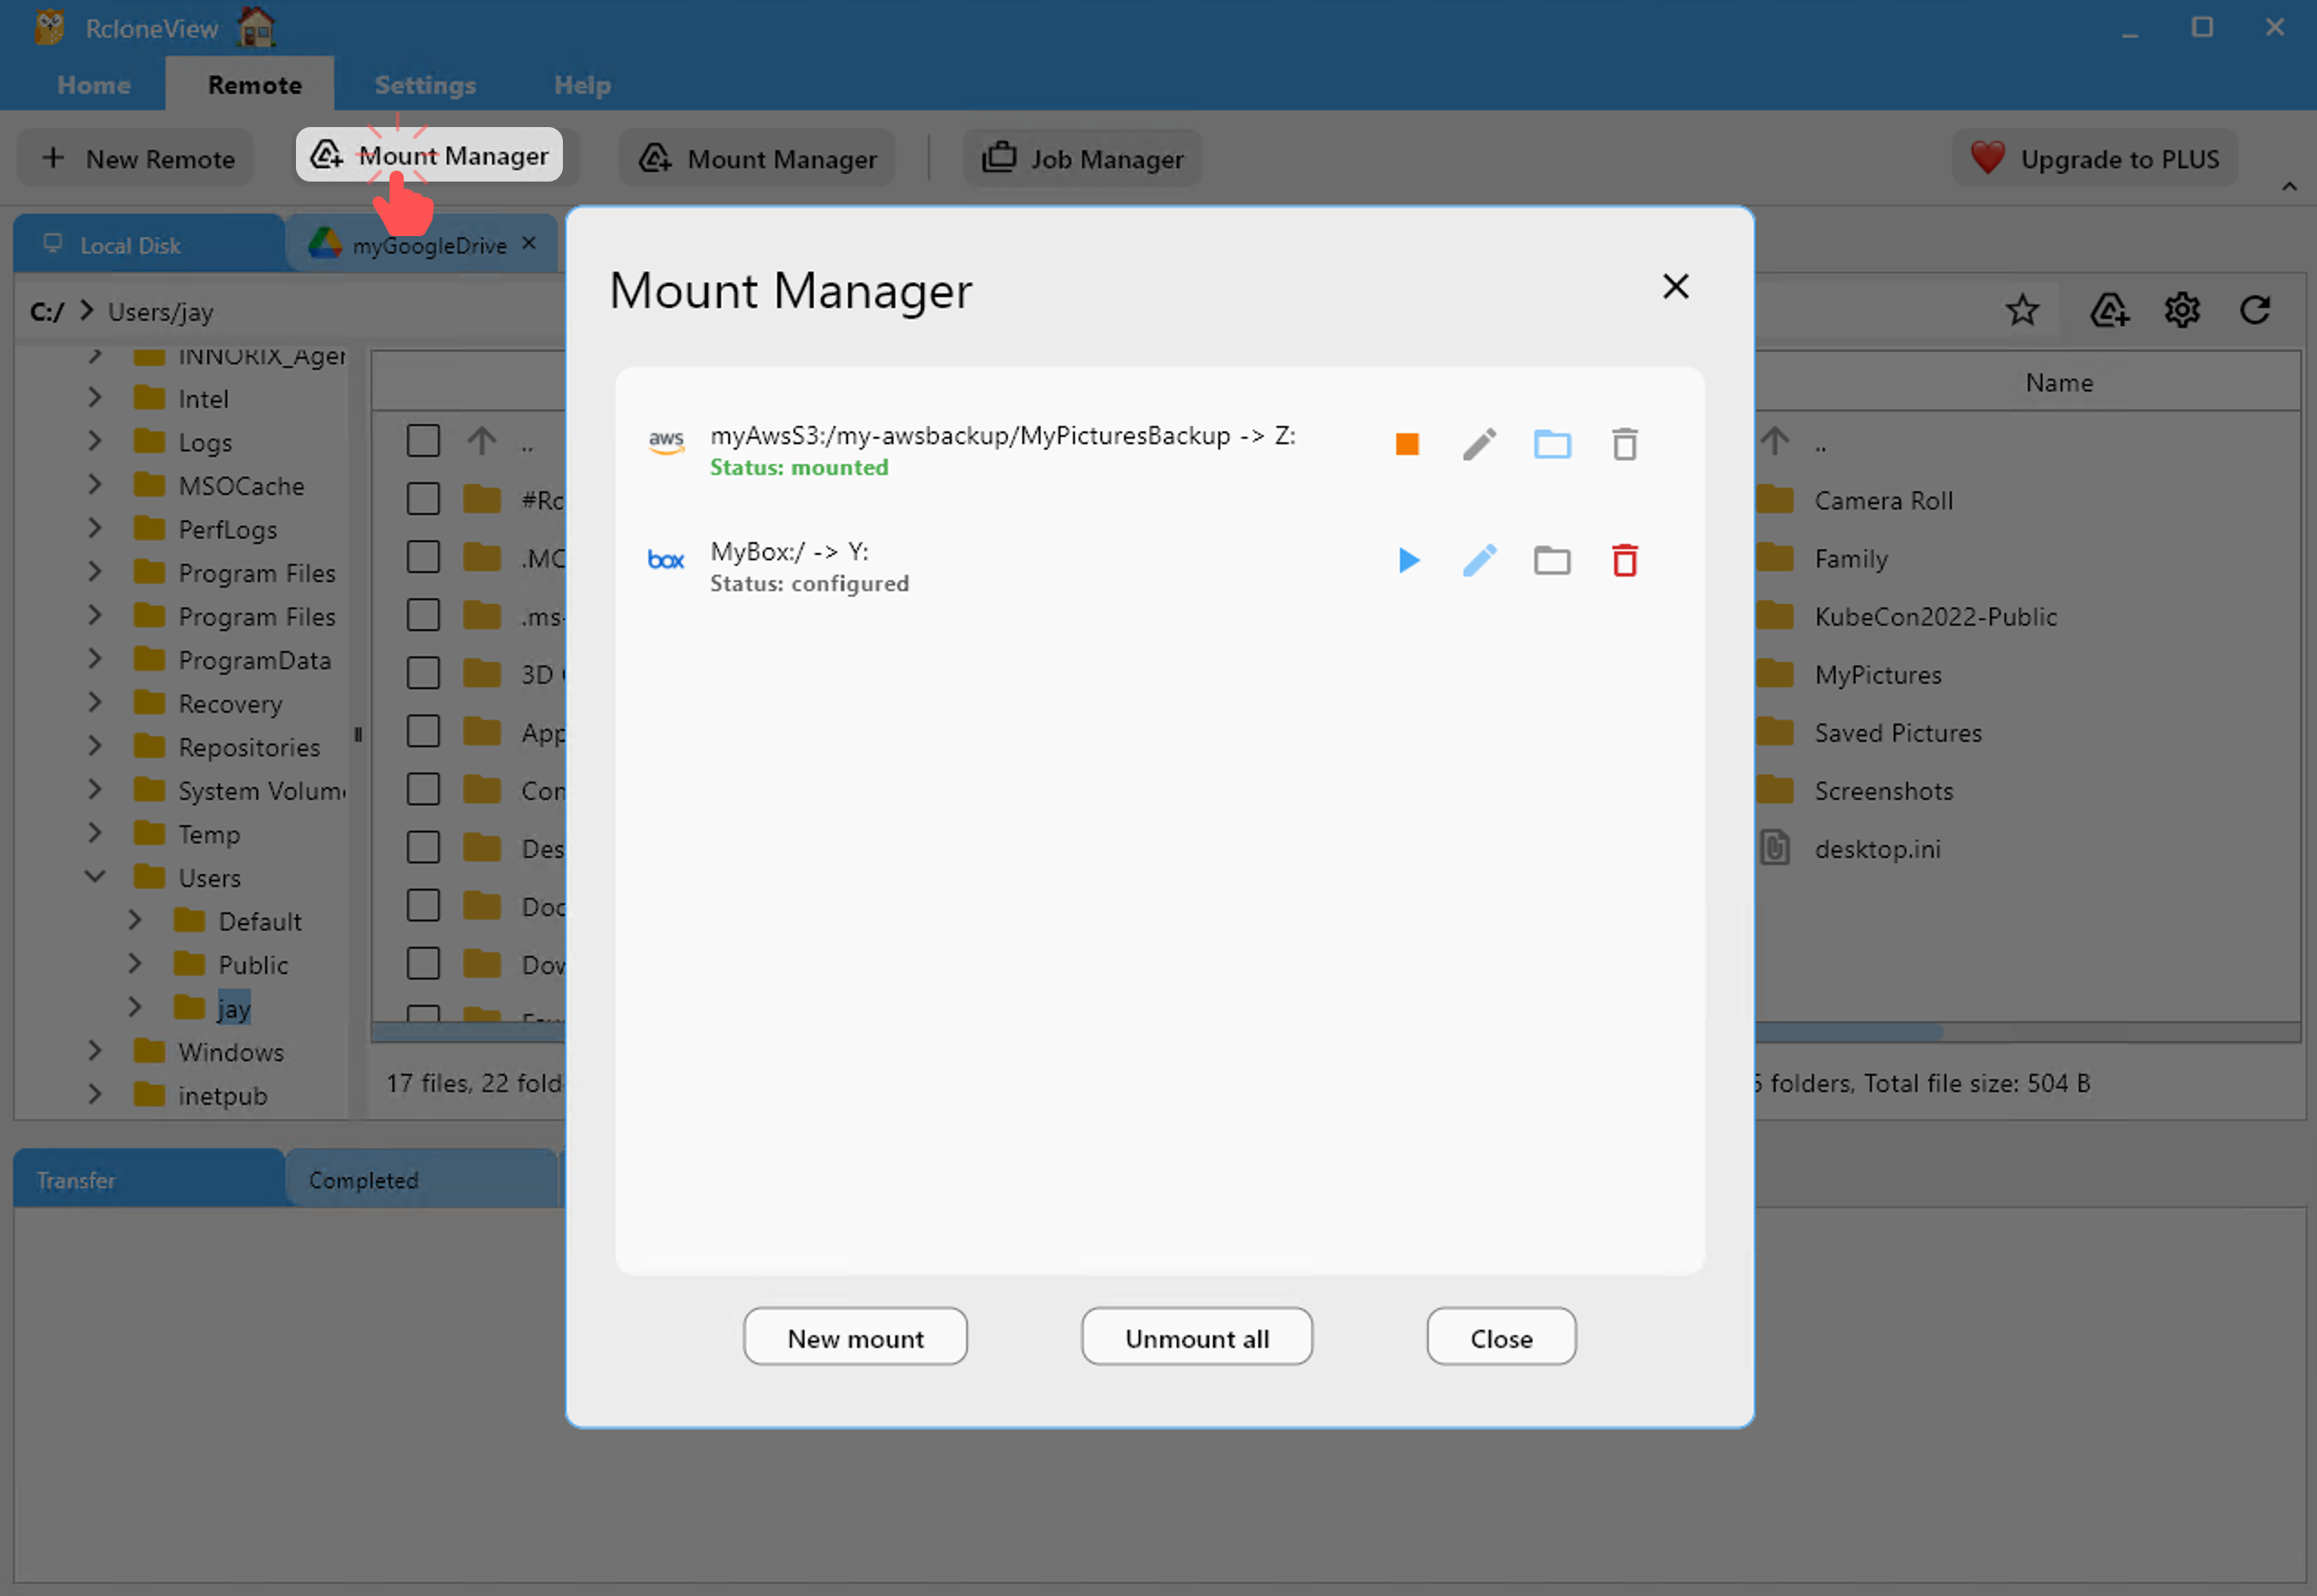 RcloneView
Home Remote Settings Help
New Remote Mount Manager Mount Manager Job Manager Upgrade to PLUS
Local Disk myGoogleDrive
C:/ > Users/jay
INNORIX_Ager
Intel
Logs
MSOCache
PerfLogs
Program Files
Program Files
ProgramData
Recovery
Repositories
System Volum
Temp
Users
Default
Public
jay
Windows
inetpub
..
#Rc
.MC
.ms-
3D
App
Con
Des
Doc
Dow
17 files, 22 fold
Mount Manager
aws
myAwsS3:/my-awsbackup/MyPicturesBackup -> Z:
Status: mounted
box
MyBox:/ -> Y:
Status: configured
New mount Unmount all Close
Name
..
Camera Roll
Family
KubeCon2022-Public
MyPictures
Saved Pictures
Screenshots
desktop.ini
folders, Total file size: 504 B
Transfer Completed